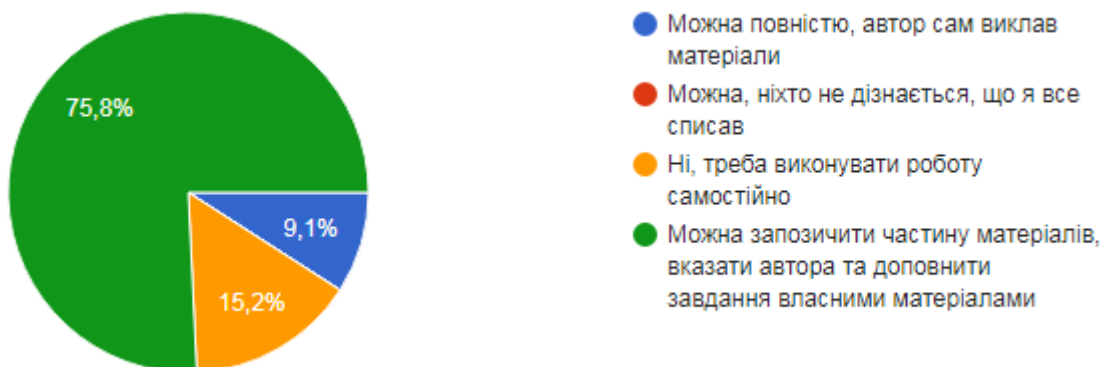 75,8%
9,1%
15,2%
Можна повністю, автор сам виклав
матеріали
Можна, ніхто не дізнається, що я все
списав
Ні, треба виконувати роботу
самостійно
Можна запозичити частину матеріалів,
вказати автора та доповнити
завдання власними матеріалами